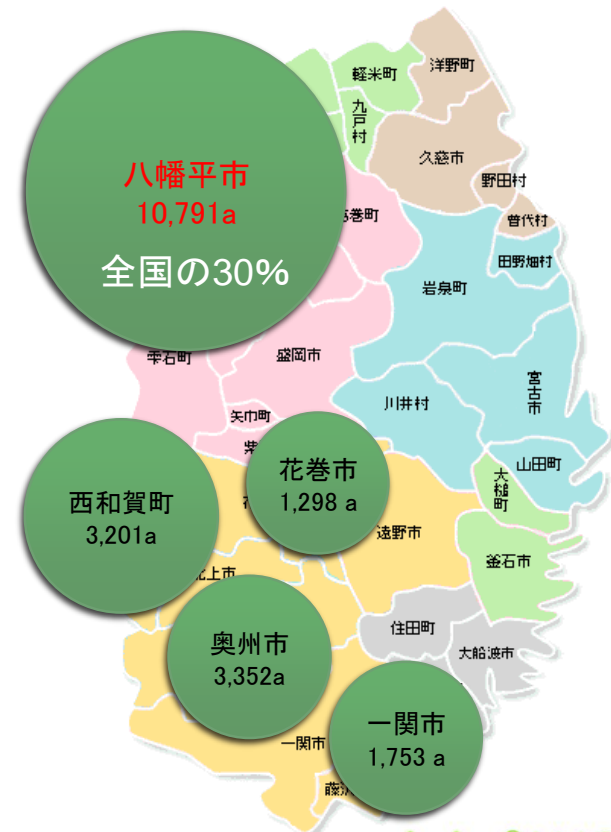 洋野町
軽米町
九戸村
久慈市
野田村
普代村
八幡平市
10,791a
全国の30%
巻町
田野畑村
岩泉町
雫石町
盛岡市
宮古市
川井村
矢巾町
山田町
大槌町
花巻市
1,298 a
西和賀町
3,201a
遠野市
釜石市
北上市
住田町
大船渡市
奥州市
3,352a
一関市
1,753 a
一関市